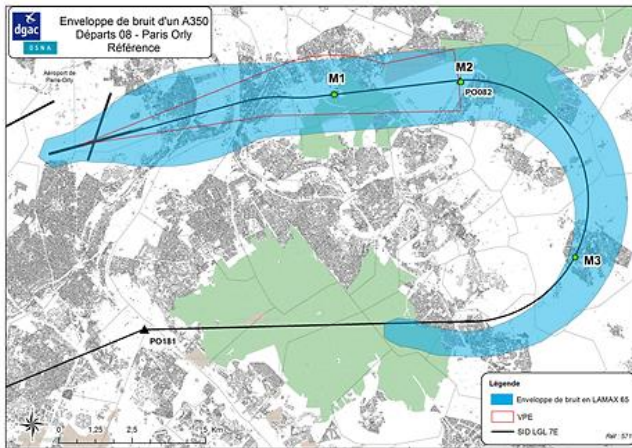 dgac
DSNA
Enveloppe de bruit d'un A350
Départs 08 - Paris Orly
Référence
Aéroport de
Paris-Orly
M1
M2
PO082
M3
PO181
0 1,25 2,5 5 Km
Légende
Enveloppe de bruit en LAMAX 65
VPE
SID LGL 7E